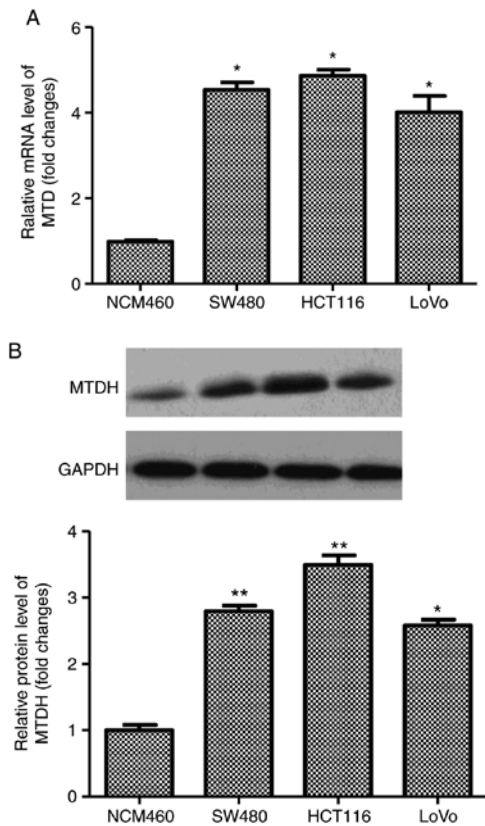 A
Ralative mRNA level of
MTD (fold changes)
6
4
2
0
*
*
*
NCM460
SW480
HCT116
LoVo
B
MTDH
GAPDH
Relative protein level of
MTDH (fold changes)
4
3
2
1
0
**
**
*
NCM460
SW480
HCT116
LoVo